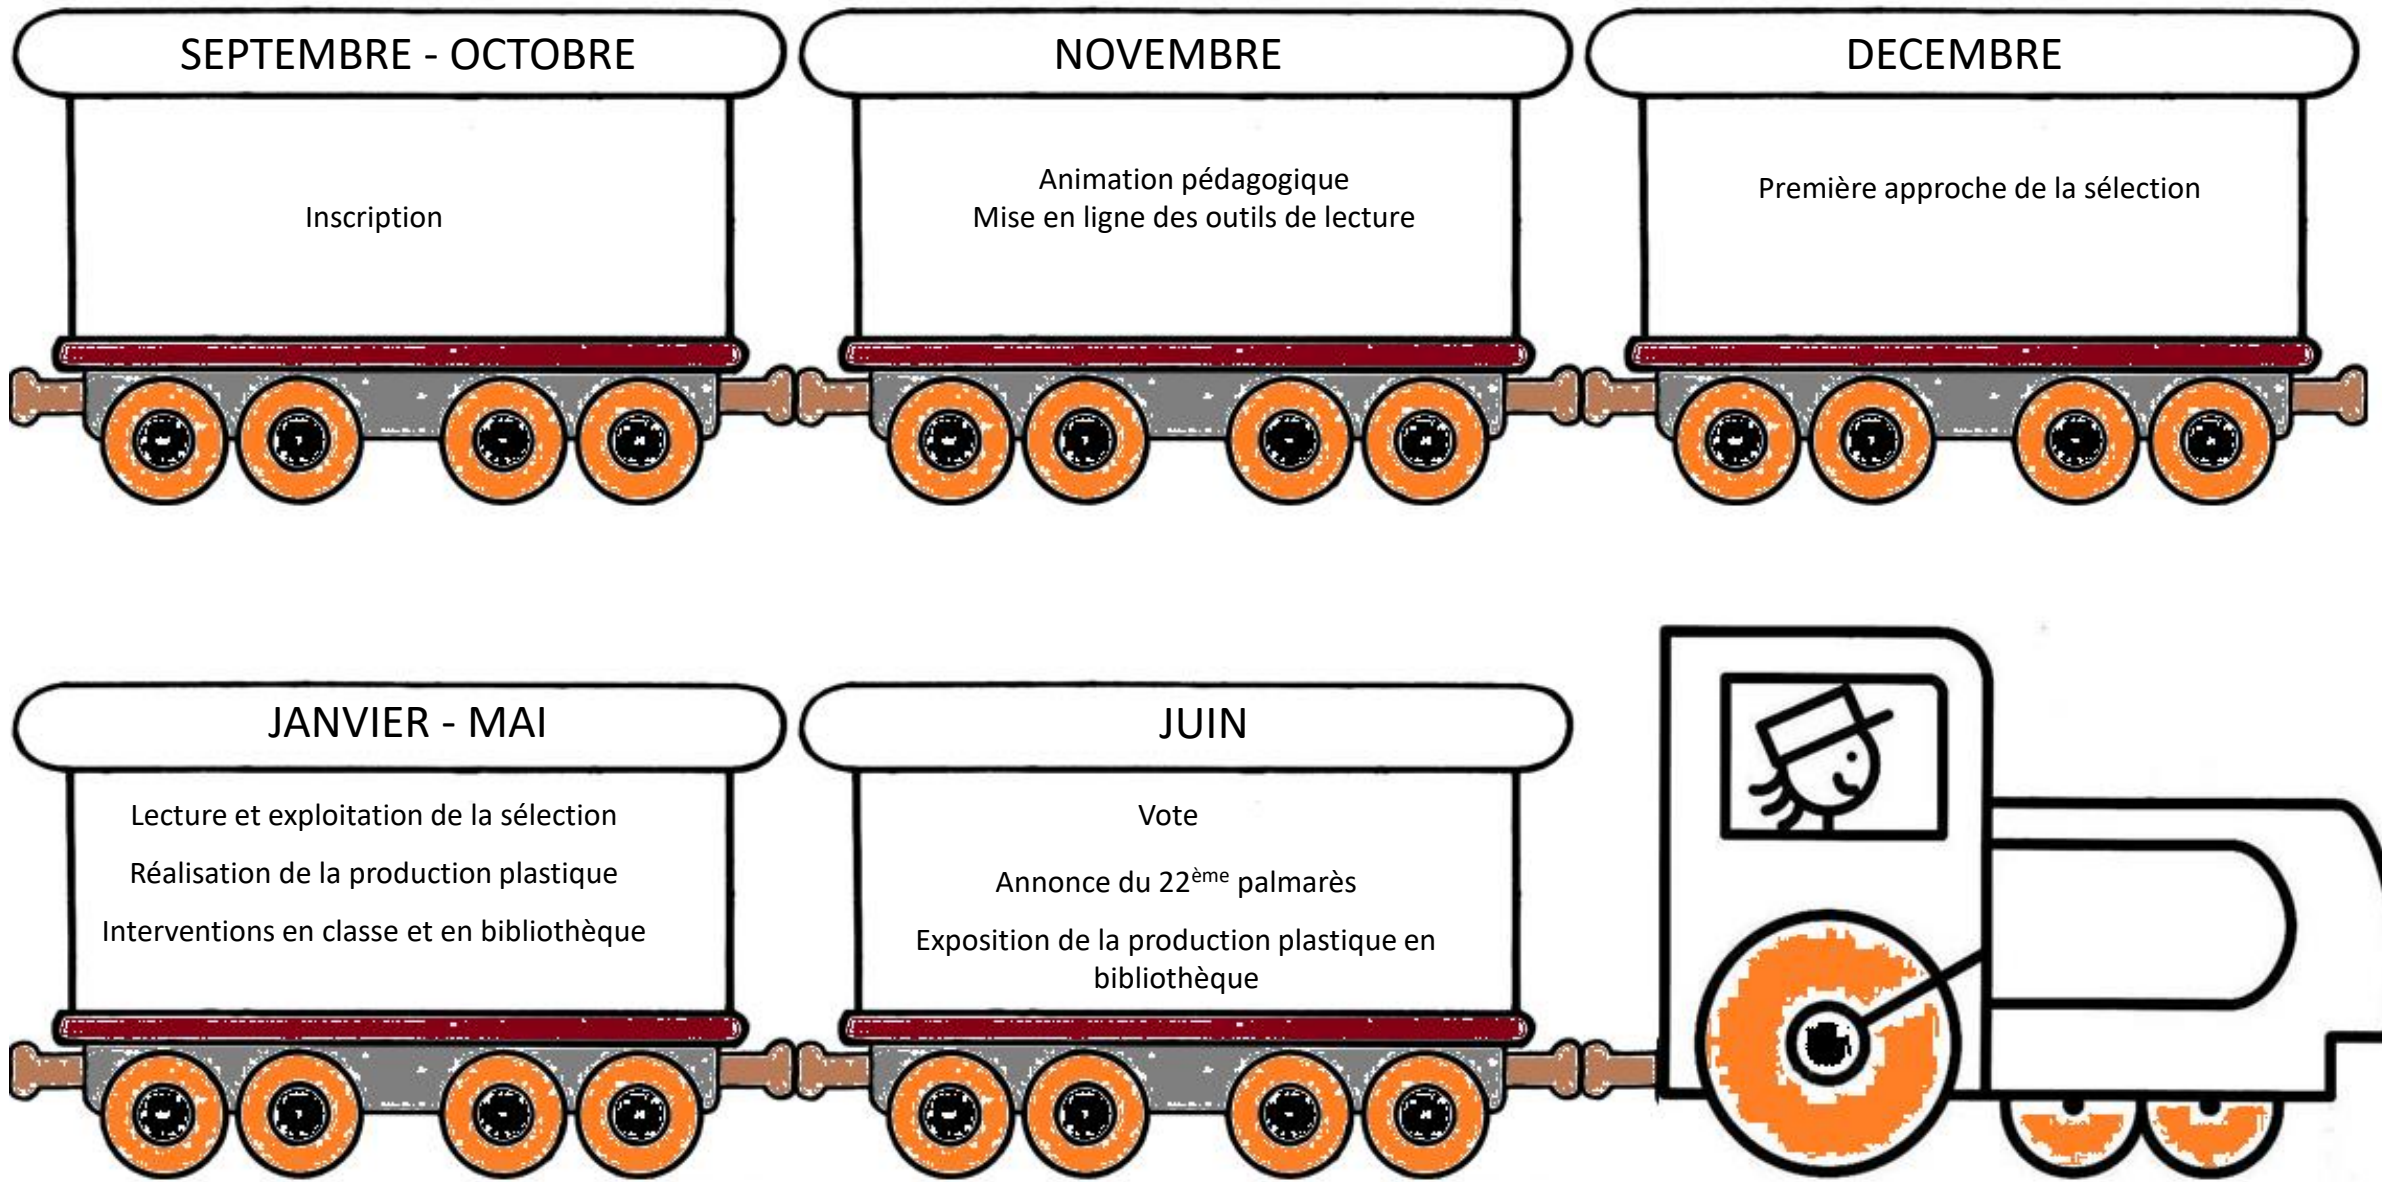 SEPTEMBRE - OCTOBRE
Inscription
NOVEMBRE
Animation pédagogique
Mise en ligne des outils de lecture
DECEMBRE
Première approche de la sélection
JANVIER - MAI
Lecture et exploitation de la sélection
Réalisation de la production plastique
Interventions en classe et en bibliothèque
JUIN
Vote
Annonce du 22ème palmarès
Exposition de la production plastique en
bibliothèque